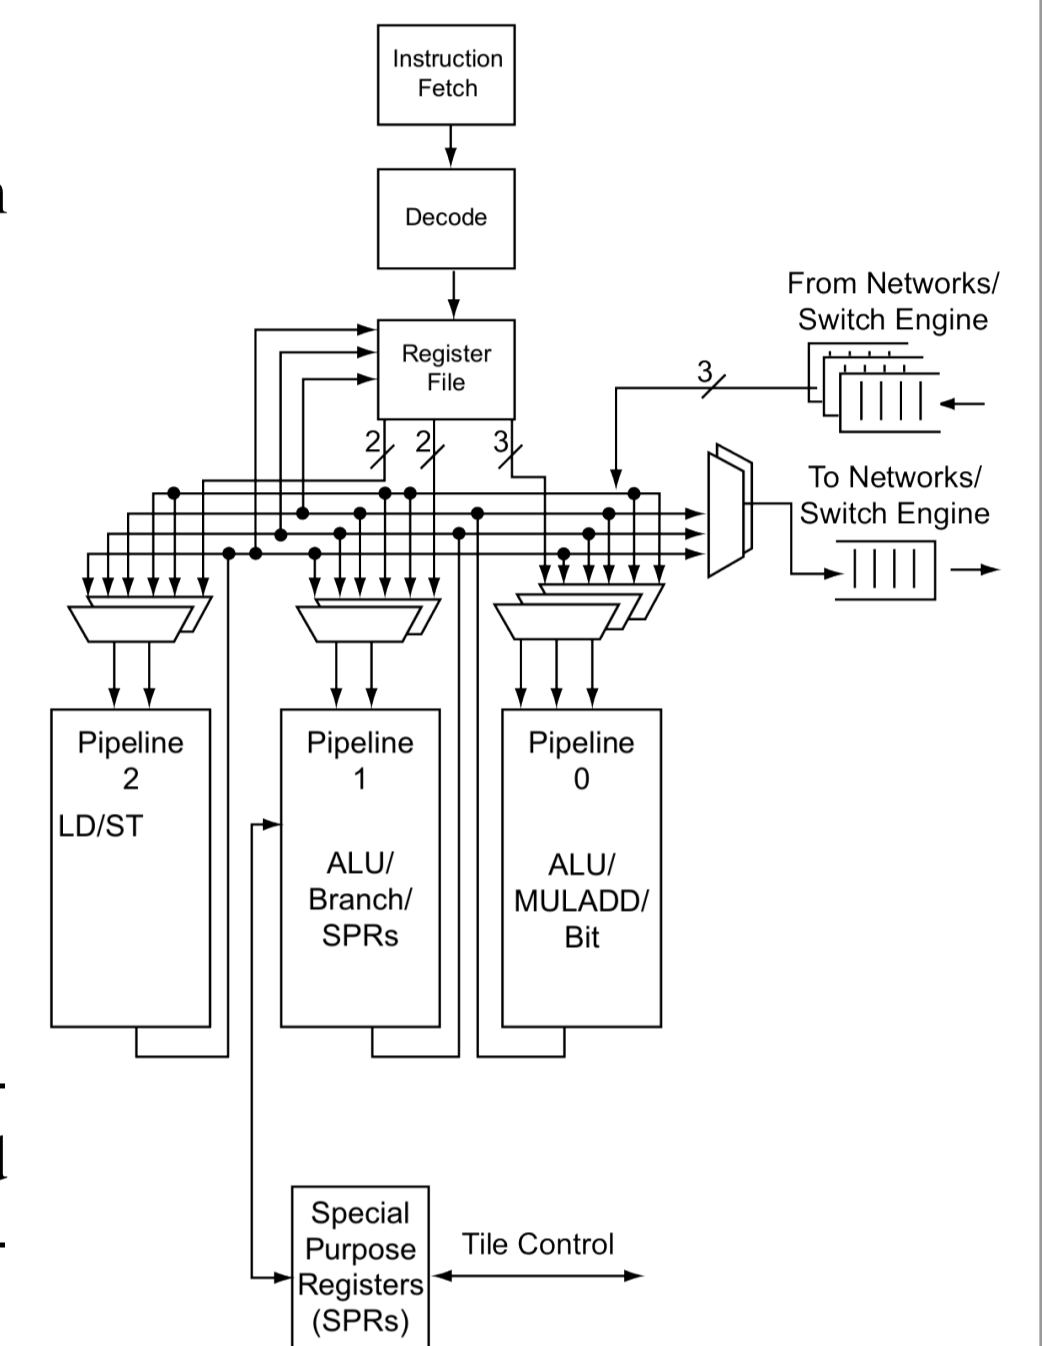 Instruction
Fetch
Decode
Register
File
2
2
3
3
From Networks/
Switch Engine
To Networks/
Switch Engine
Pipeline
2
LD/ST
Pipeline
1
ALU/
Branch/
SPRs
Pipeline
0
ALU/
MULADD/
Bit
Special
Purpose
Registers
(SPRs)
Tile Control